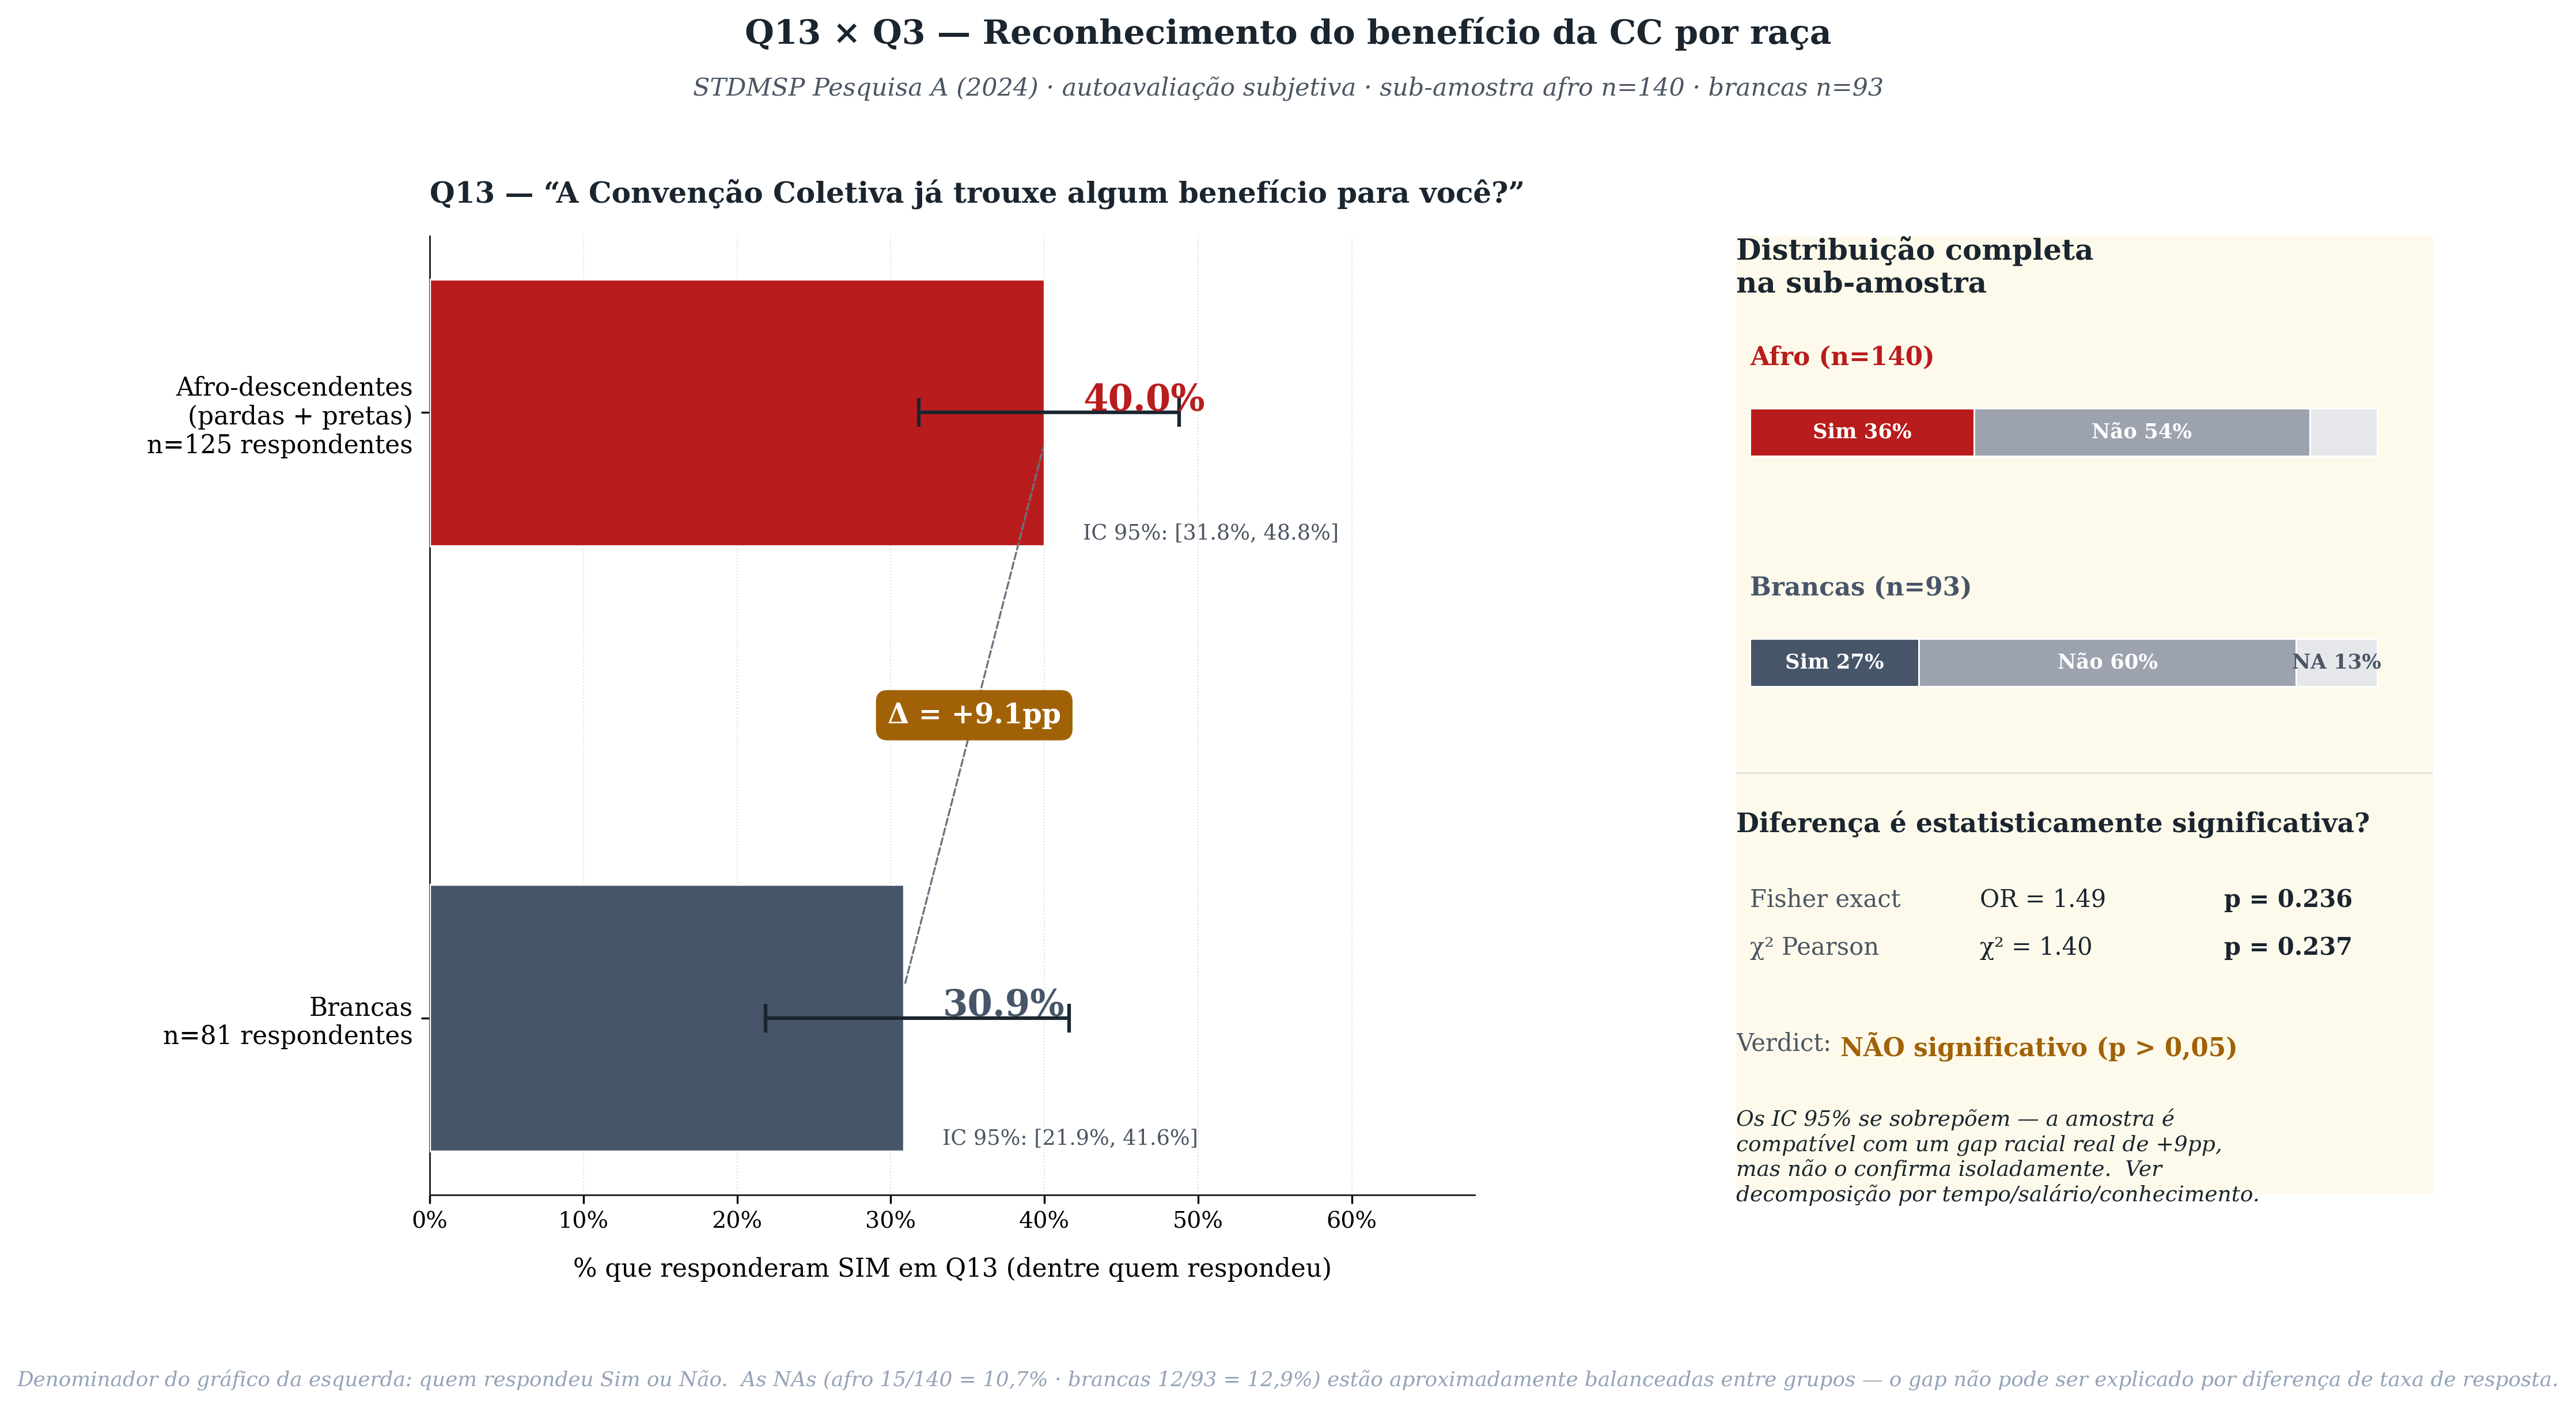 Q13 × Q3 — Reconhecimento do benefício da CC por raça
STDMSP Pesquisa A (2024) · autoavaliação subjetiva · sub-amostra afro n=140 · brancas n=93
Q13 — “A Convenção Coletiva já trouxe algum benefício para você?”
Afro-descendentes
(pardas + pretas)
n=125 respondentes
40.0%
IC 95%: [31.8%, 48.8%]
Δ = +9.1pp
Brancas
n=81 respondentes
30.9%
IC 95%: [21.9%, 41.6%]
0% 10% 20% 30% 40% 50% 60%
% que responderam SIM em Q13 (dentre quem respondeu)
Distribuição completa
na sub-amostra
Afro (n=140)
Sim 36% Não 54%
Brancas (n=93)
Sim 27% Não 60% NA 13%
Diferença é estatisticamente significativa?
Fisher exact OR = 1.49 p = 0.236
χ² Pearson χ² = 1.40 p = 0.237
Verdict: NÃO significativo (p > 0,05)
Os IC 95% se sobrepõem — a amostra é
compatível com um gap racial real de +9pp,
mas não o confirma isoladamente.  Ver
decomposição por tempo/salário/conhecimento.
Denominador do gráfico da esquerda: quem respondeu Sim ou Não.  As NAs (afro 15/140 = 10,7% · brancas 12/93 = 12,9%) estão aproximadamente balanceadas entre grupos — o gap não pode ser explicado por diferença de taxa de resposta.